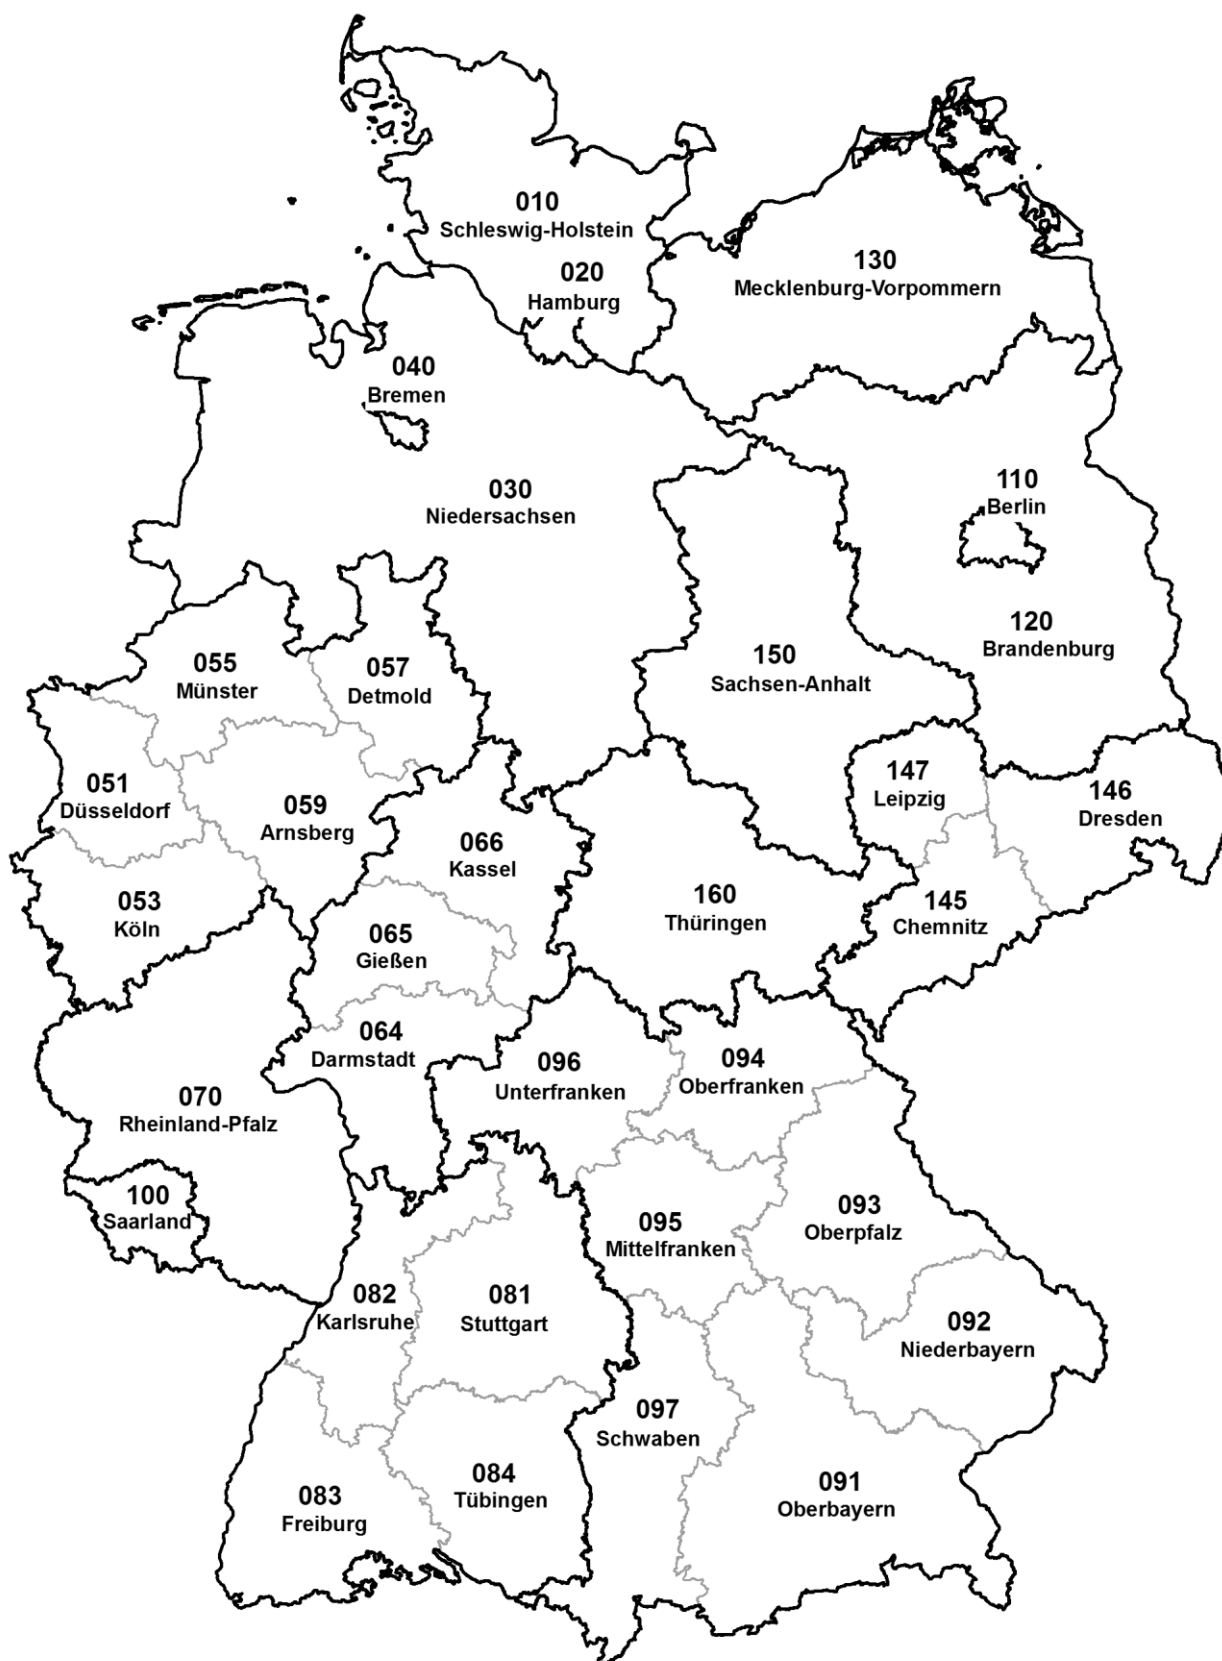 010
Schleswig-Holstein
020
Hamburg
130
Mecklenburg-Vorpommern
040
Bremen
030
Niedersachsen
110
Berlin
120
Brandenburg
055
Münster
057
Detmold
150
Sachsen-Anhalt
051
Düsseldorf
059
Arnsberg
147
Leipzig
146
Dresden
066
Kassel
053
Köln
065
Gießen
160
Thüringen
145
Chemnitz
064
Darmstadt
096
Unterfranken
094
Oberfranken
070
Rheinland-Pfalz
100
Saarland
095
Mittelfranken
093
Oberpfalz
082
Karlsruhe
081
Stuttgart
092
Niederbayern
097
Schwaben
083
Freiburg
084
Tübingen
091
Oberbayern